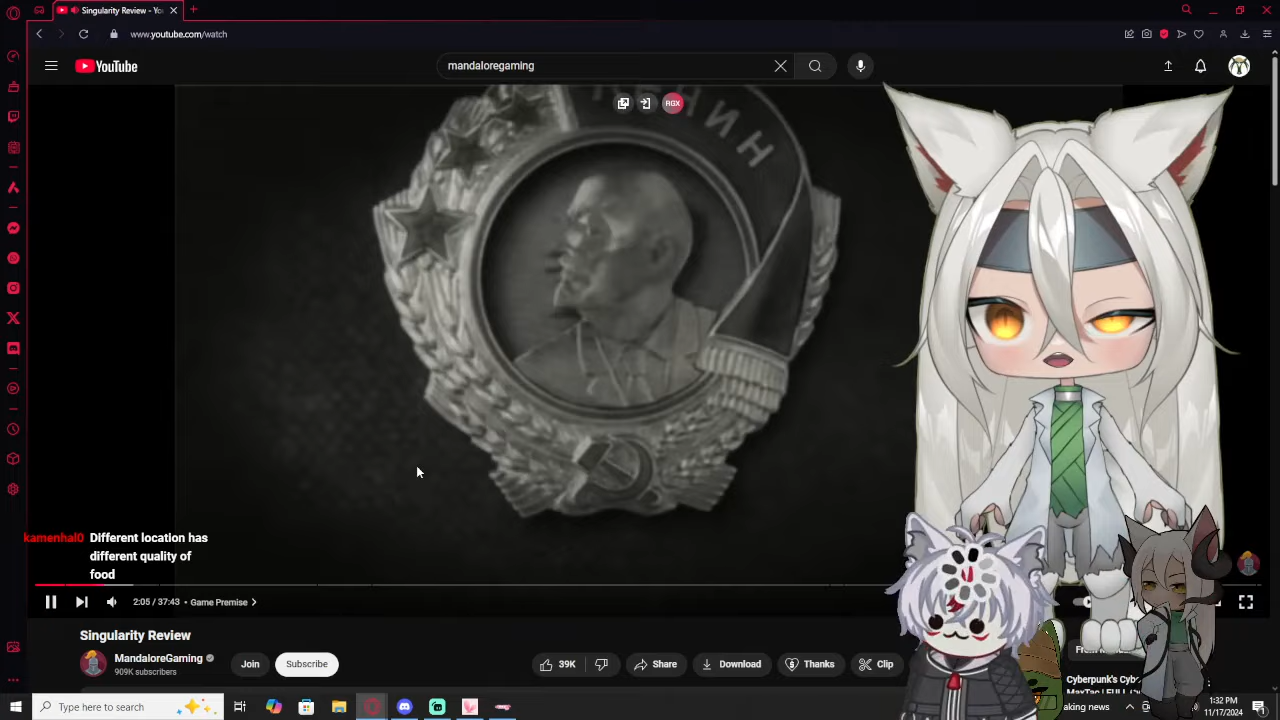 Singularity Review - Yo
www.youtube.com/watch
YouTube
mandaloregaming
RGX
НИН
kamenhal0 Different location has
different quality of
food
2:05 / 37:43 • Game Premise
Singularity Review
MandaloreGaming
909K subscribers
Join
Subscribe
39K
Share
Download
Thanks
Clip
Cyberpunk's Cyb
MaxTac | FULL
Type here to search
aking news
1:32 PM
11/17/2024